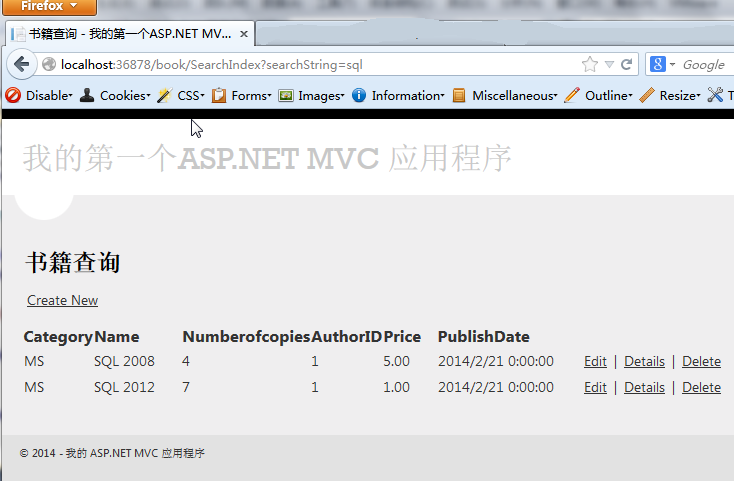 Firefox
书籍查询 - 我的第一个ASP.NET MV... ×
localhost:36878/book/SearchIndex?searchString=sql
8 Google
Disable Cookies CSS Forms Images Information Miscellaneous Outline Resize T
我的第一个ASP.NET MVC 应用程序
书籍查询
Create New
Category Name Numberofcopies AuthorID Price PublishDate
MS SQL 2008 4 1 5.00 2014/2/21 0:00:00 Edit | Details | Delete
MS SQL 2012 7 1 1.00 2014/2/21 0:00:00 Edit | Details | Delete
© 2014 - 我的 ASP.NET MVC 应用程序